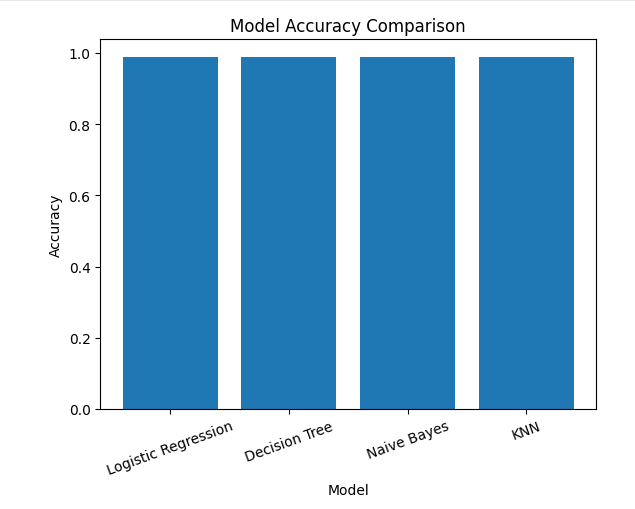 Model Accuracy Comparison
1.0
0.8
0.6
0.4
0.2
0.0
Accuracy
Logistic Regression
Decision Tree
Naive Bayes
KNN
Model